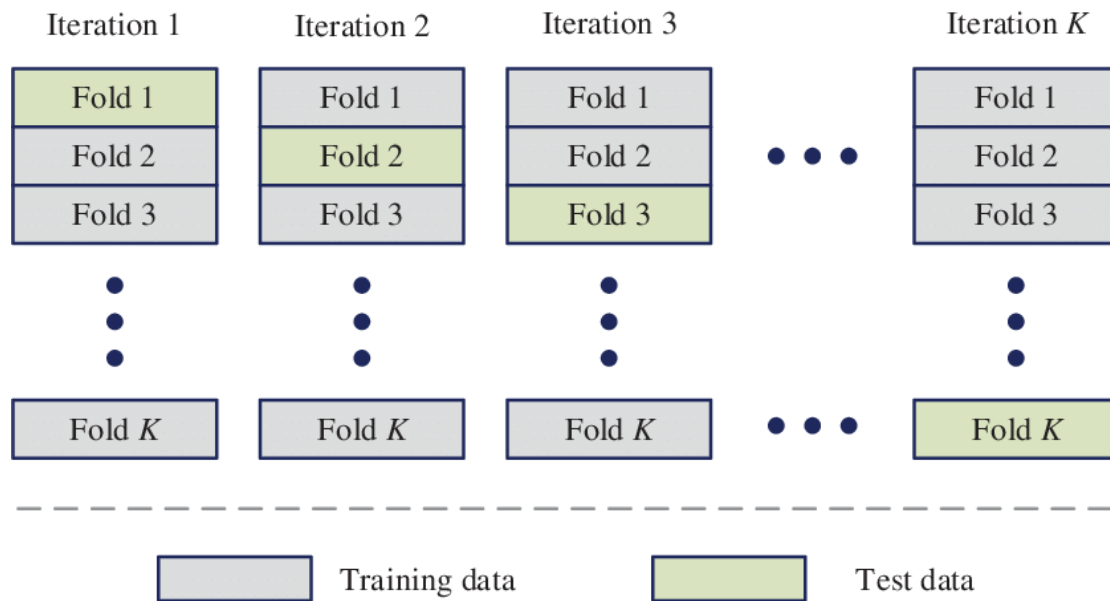 Iteration 1 Iteration 2 Iteration 3 Iteration K
Fold 1 Fold 1 Fold 1 Fold 1
Fold 2 Fold 2 Fold 2 Fold 2
Fold 3 Fold 3 Fold 3 Fold 3
Fold K Fold K Fold K Fold K
Training data Test data